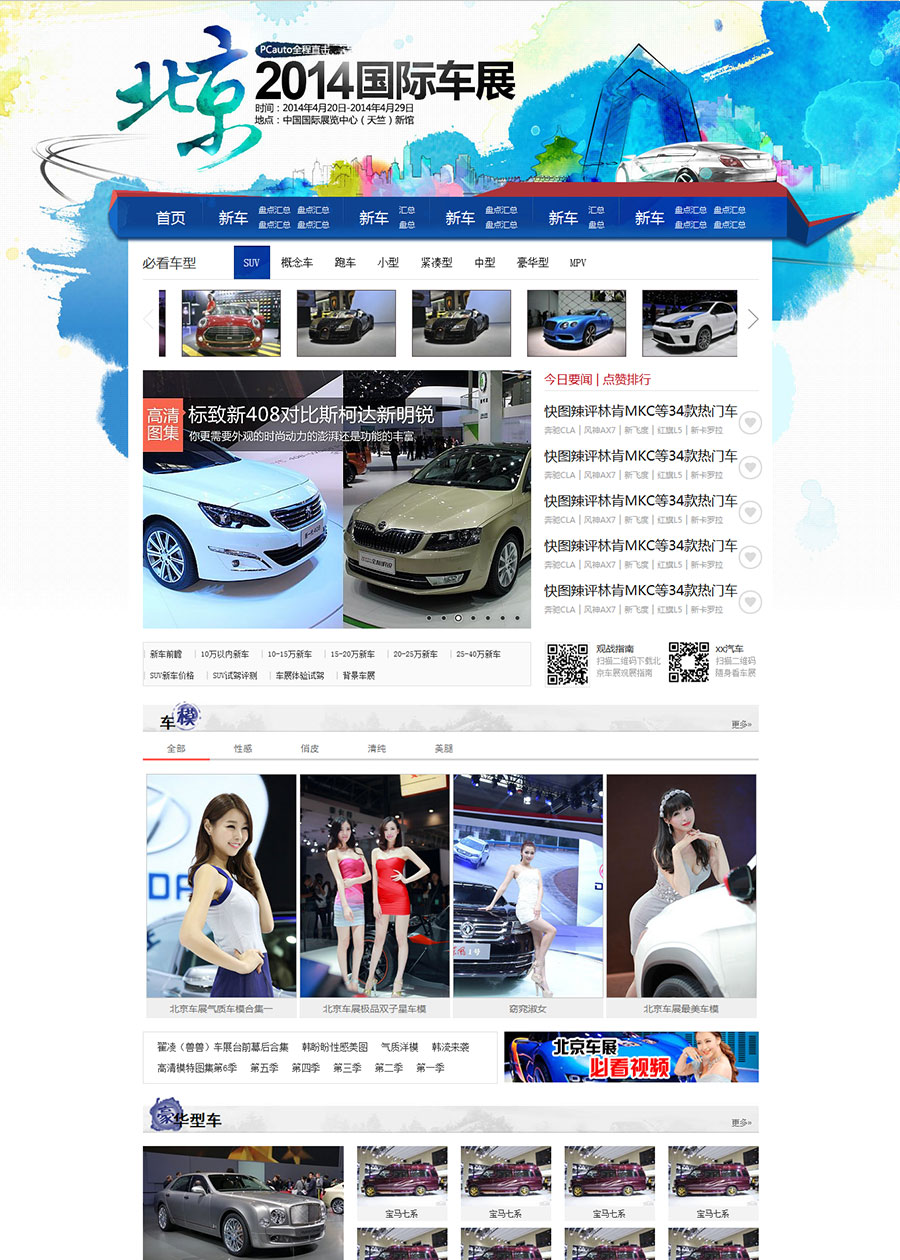 北京
PCauto全程直击
2014国际车展
时间：2014年4月20日-2014年4月29日
地点：中国国际展览中心（天竺）新馆
首页 新车 盘点汇总 盘点汇总 新车 汇总 新车 盘点汇总 新车 汇总 新车 盘点汇总 盘点汇总
盘点汇总 盘点汇总 盘总 盘点汇总 盘总 盘点汇总 盘点汇总
必看车型 SUV 概念车 跑车 小型 紧凑型 中型 豪华型 MPV
高清图集
标致新408对比斯柯达新明锐
你更需要外观的时尚动力的澎湃还是功能的丰富
今日要闻 | 点赞排行
快图辣评林肯MKC等34款热门车
奔驰CLA | 风神AX7 | 新飞度 | 红旗L5 | 新卡罗拉
快图辣评林肯MKC等34款热门车
奔驰CLA | 风神AX7 | 新飞度 | 红旗L5 | 新卡罗拉
快图辣评林肯MKC等34款热门车
奔驰CLA | 风神AX7 | 新飞度 | 红旗L5 | 新卡罗拉
快图辣评林肯MKC等34款热门车
奔驰CLA | 风神AX7 | 新飞度 | 红旗L5 | 新卡罗拉
快图辣评林肯MKC等34款热门车
奔驰CLA | 风神AX7 | 新飞度 | 红旗L5 | 新卡罗拉
| 新车前瞻 | 10万以内新车 | 10-15万新车 | 15-20万新车 | 20-25万新车 | 25-40万新车
| SUV新车价格 | SUV试驾评测 | 车展体验试驾 | 背景车展
观战指南
扫描二维码下载北
京车展观展指南
xx汽车
扫描二维码
随身看车展
车模 更多»
全部 性感 俏皮 清纯 美腿
北京车展气质车模合集一 北京车展极品双子星车模 窈窕淑女 北京车展最美车模
翟凌（兽兽）车展台前幕后合集 韩盼盼性感美图 气质洋模 韩流来袭
高清模特图集第6季 第五季 第四季 第三季 第二季 第一季
北京车展
必看视频
豪华型车 更多»
宝马七系 宝马七系 宝马七系 宝马七系